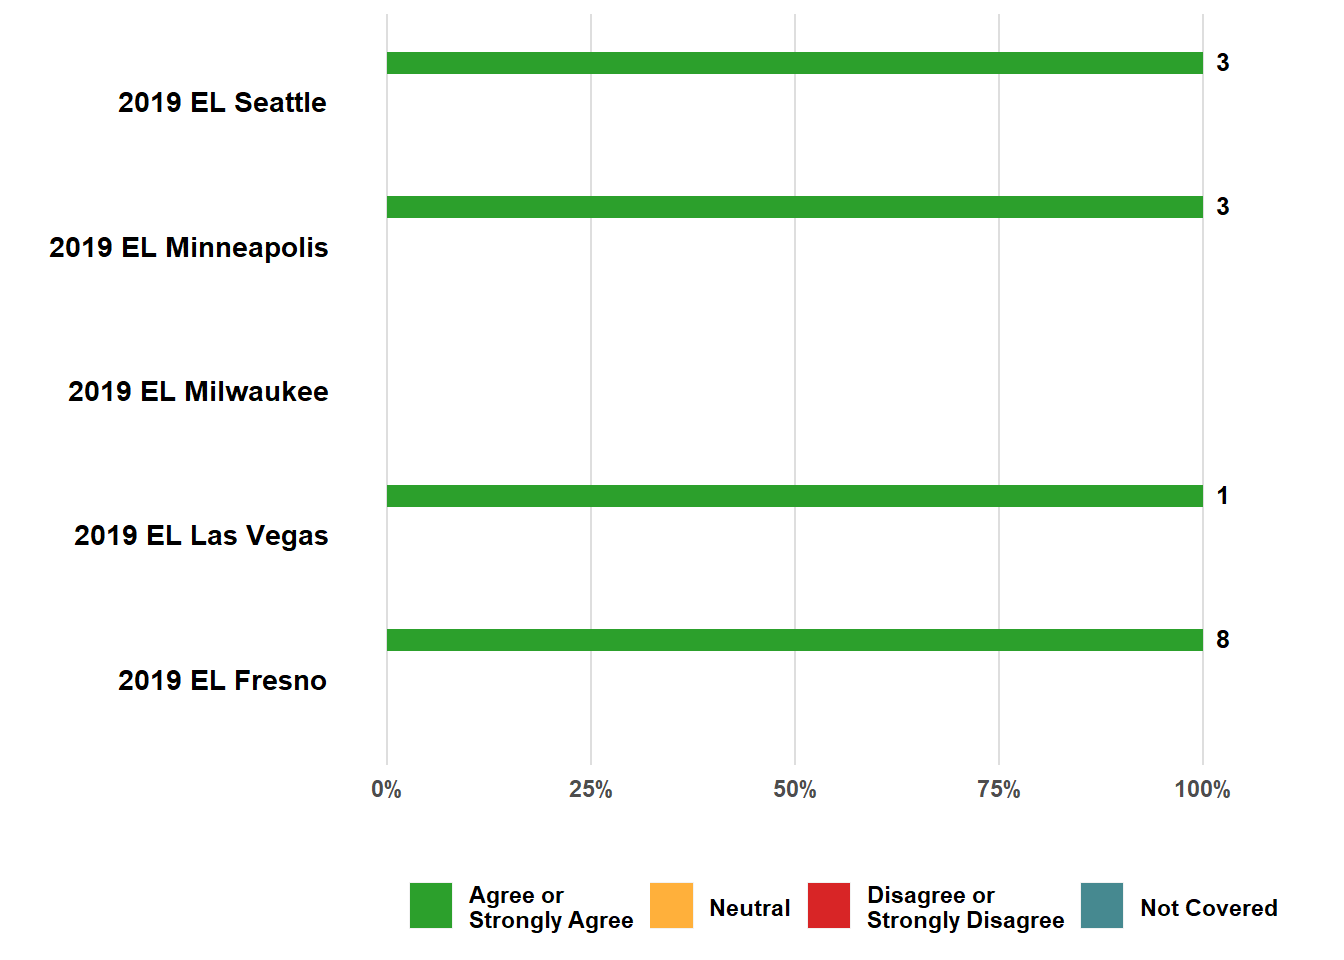 3
2019 EL Seattle
3
2019 EL Minneapolis
2019 EL Milwaukee
1
2019 EL Las Vegas
8
2019 EL Fresno
0% 25% 50% 75% 100%
Agree or
Strongly Agree
Neutral
Disagree or
Strongly Disagree
Not Covered